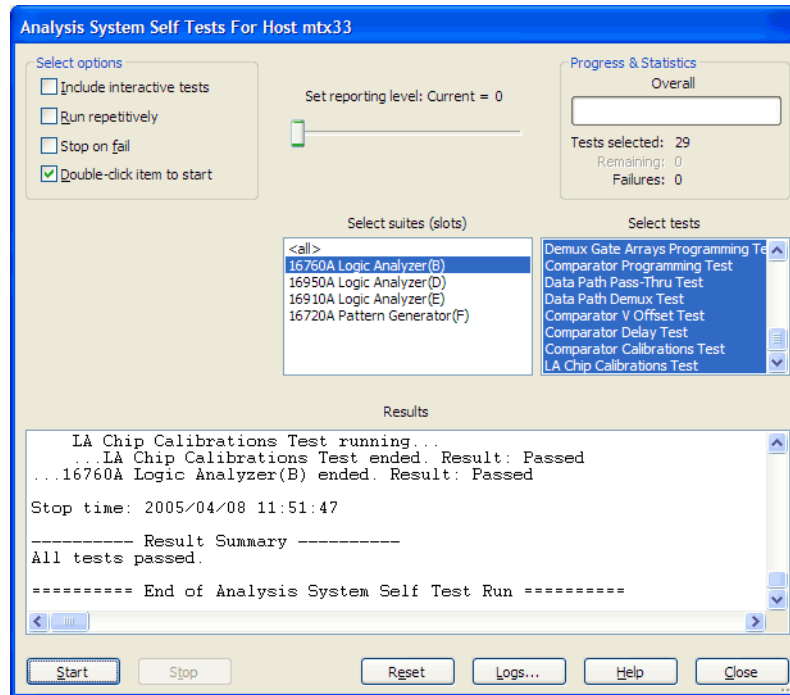 Analysis System Self Tests For Host mtx33
Select options
Include interactive tests
Run repetitively
Stop on fail
Double-click item to start
Set reporting level: Current = 0
Progress & Statistics
Overall
Tests selected: 29
Remaining: 0
Failures: 0
Select suites (slots)
<all>
16760A Logic Analyzer(B)
16950A Logic Analyzer(D)
16910A Logic Analyzer(E)
16720A Pattern Generator(F)
Select tests
Demux Gate Arrays Programming Te
Comparator Programming Test
Data Path Pass-Thru Test
Data Path Demux Test
Comparator V Offset Test
Comparator Delay Test
Comparator Calibrations Test
LA Chip Calibrations Test
Results
LA Chip Calibrations Test running...
...LA Chip Calibrations Test ended. Result: Passed
...16760A Logic Analyzer(B) ended. Result: Passed
Stop time: 2005/04/08 11:51:47
---------- Result Summary ----------
All tests passed.
========== End of Analysis System Self Test Run ==========
Start
Stop
Reset
Logs...
Help
Close